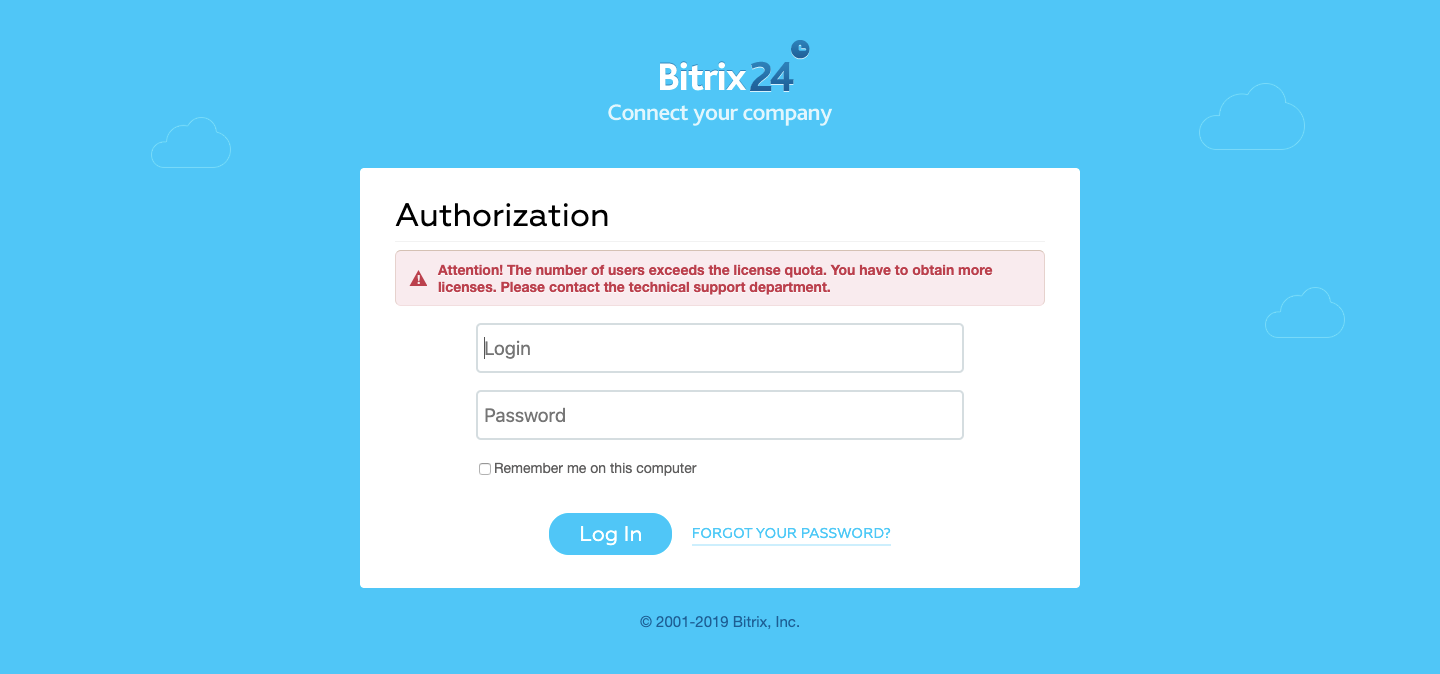 Bitrix24
Connect your company
Authorization
Attention! The number of users exceeds the license quota. You have to obtain more
licenses. Please contact the technical support department.
Login
Password
Remember me on this computer
Log In
FORGOT YOUR PASSWORD?
© 2001-2019 Bitrix, Inc.